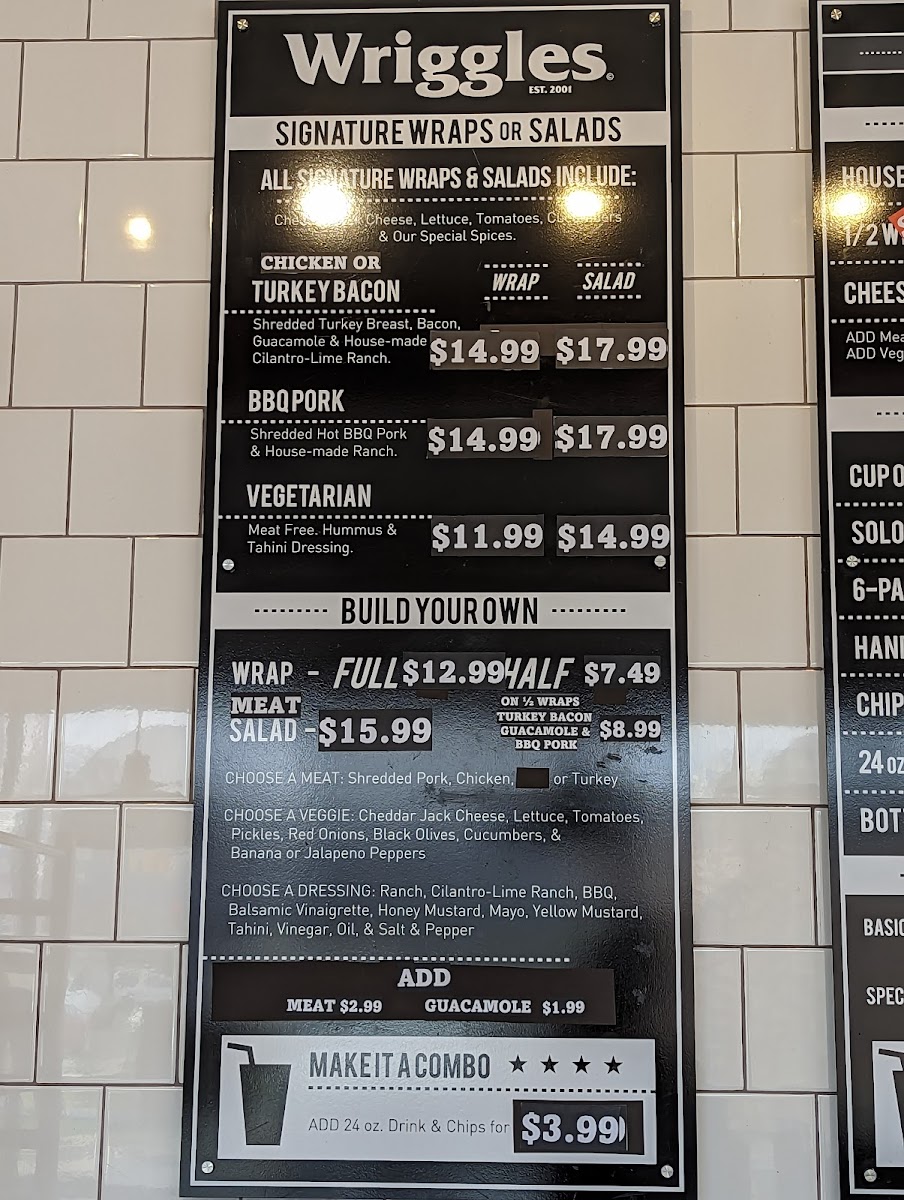 Wriggles
EST. 2001
SIGNATURE WRAPS OR SALADS
ALL SIGNATURE WRAPS & SALADS INCLUDE:
Cheese, Lettuce, Tomatoes, Cucumbers
& Our Special Spices.
CHICKEN OR
TURKEY BACON
WRAP SALAD
Shredded Turkey Breast, Bacon,
Guacamole & House-made
Cilantro-Lime Ranch.
$14.99 $17.99
BBQ PORK
Shredded Hot BBQ Pork
& House-made Ranch.
$14.99 $17.99
VEGETARIAN
Meat Free. Hummus &
Tahini Dressing.
$11.99 $14.99
BUILD YOUR OWN
WRAP - FULL $12.99 HALF $7.49
MEAT
SALAD - $15.99
ON ½ WRAPS
TURKEY BACON
GUACAMOLE &
BBQ PORK
$8.99
CHOOSE A MEAT: Shredded Pork, Chicken, or Turkey
CHOOSE A VEGGIE: Cheddar Jack Cheese, Lettuce, Tomatoes,
Pickles, Red Onions, Black Olives, Cucumbers, &
Banana or Jalapeno Peppers
CHOOSE A DRESSING: Ranch, Cilantro-Lime Ranch, BBQ,
Balsamic Vinaigrette, Honey Mustard, Mayo, Yellow Mustard,
Tahini, Vinegar, Oil, & Salt & Pepper
ADD
MEAT $2.99 GUACAMOLE $1.99
MAKE IT A COMBO
ADD 24 oz. Drink & Chips for $3.99
HOUSE
1/2 W
CHEES
ADD Mea
ADD Veg
CUP O
SOLO
6-PA
HAND
CHIP
24 oz
BOT
BASIC
SPEC